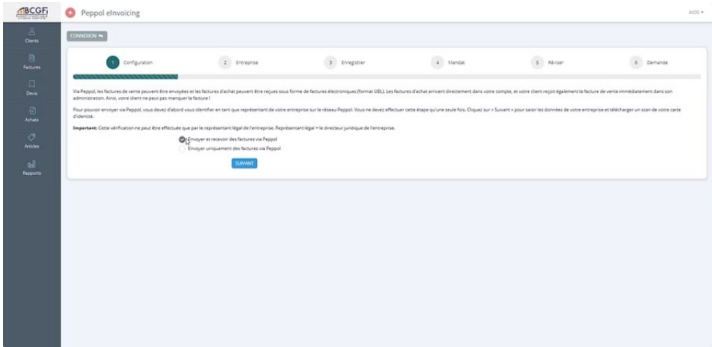 BCGFi
Peppol eInvoicing
AIDE
CONNEXION
Clients
Factures
Devis
Achats
Articles
Rapports
1 Configuration
2 Entreprise
3 Enregistrer
4 Mandat
5 Réviser
6 Demande
Via Peppol, les factures de vente peuvent être envoyées et les factures d'achat peuvent être reçues sous forme de factures électroniques (format UBL). Les factures d'achat arrivent directement dans votre compte, et votre client reçoit également la facture de vente immédiatement dans son
administration. Ainsi, votre client ne peut pas manquer la facture !
Pour pouvoir envoyer via Peppol, vous devez d'abord vous identifier en tant que représentant de votre entreprise sur le réseau Peppol. Vous ne devez effectuer cette étape qu'une seule fois. Cliquez sur « Suivant » pour saisir les données de votre entreprise et télécharger un scan de votre carte
d'identité.
Important: Cette vérification ne peut être effectuée que par le représentant légal de l'entreprise. Représentant légal = le directeur juridique de l'entreprise.
Envoyer et recevoir des factures via Peppol
Envoyer uniquement des factures via Peppol
SUIVANT